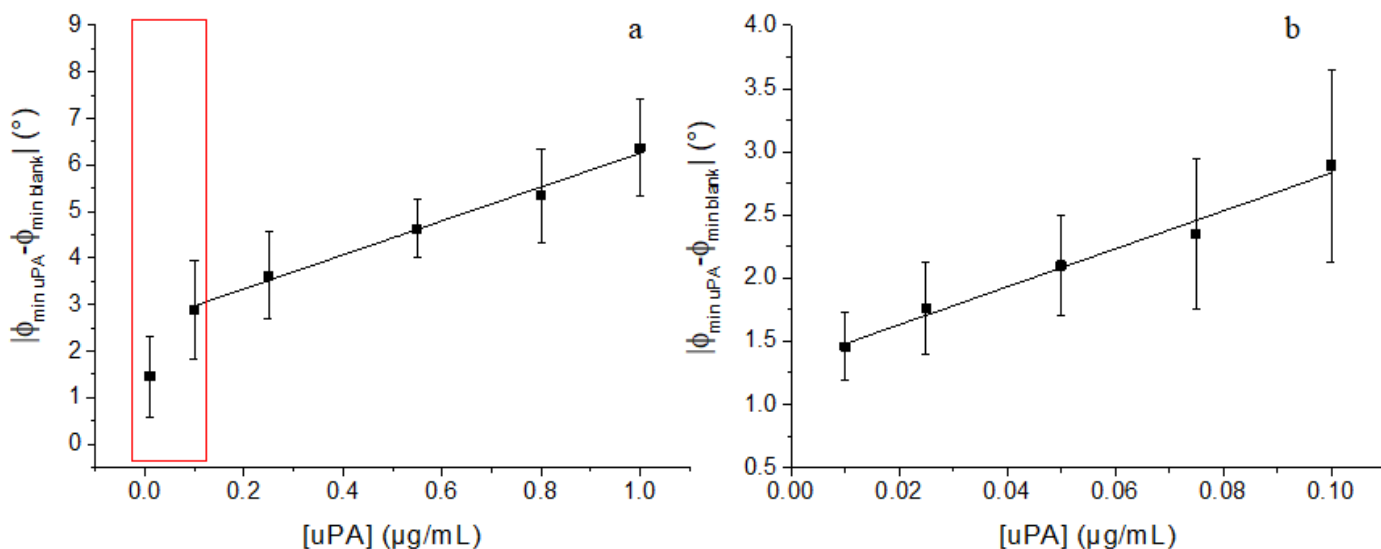 a
9
8
7
6
5
4
3
2
1
0
|ϕmin uPA-ϕmin blank| (°)
0.0 0.2 0.4 0.6 0.8 1.0
[uPA] (µg/mL)
b
4.0
3.5
3.0
2.5
2.0
1.5
1.0
0.5
|ϕmin uPA-ϕmin blank| (°)
0.00 0.02 0.04 0.06 0.08 0.10
[uPA] (µg/mL)